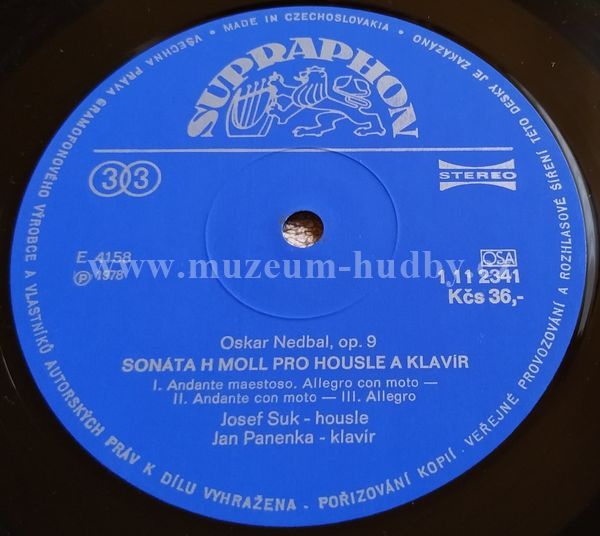 VŠECHNA PRÁVA GRAMOFONOVÉHO VÝROBCE A VLASTNÍKŮ AUTORSKÝCH PRÁV K DÍLU VYHRAŽENA - POŘIZOVÁNÍ KOPIÍ, VEŘEJNÉ PROVOZOVÁNÍ A ROZHLASOVÉ ŠÍŘENÍ TÉTO DESKY JE ZAKÁZÁNO
• MADE IN CZECHOSLOVAKIA •
SUPRAPHON
33
STEREO
E 4158
OSA
www.muzeum-hudby
Ⓟ 1978
1 11 2341
Kčs 36,-
Oskar Nedbal, op. 9
SONÁTA H MOLL PRO HOUSLE A KLAVÍR
I. Andante maestoso. Allegro con moto —
II. Andante con moto — III. Allegro
Josef Suk - housle
Jan Panenka - klavír